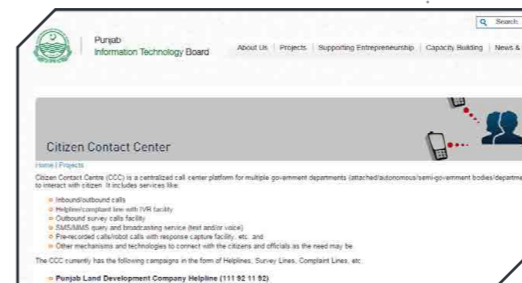 Search
Punjab
Information Technology Board
About Us | Projects | Supporting Entrepreneurship | Capacity Building | News &
Citizen Contact Center
Home | Projects
Citizen Contact Centre (CCC) is a centralized call center platform for multiple government departments (attached/autonomous/semi-government bodies/departme
to interact with citizen. It includes services like:
Inbound/outbound calls
Helpline/complaint line with IVR facility
Outbound survey calls facility
SMS/MMS query and broadcasting service (text and/or voice)
Pre-recorded calls/robot calls with response capture facility, etc. and
Other mechanisms and technologies to connect with the citizens and officials as the need may be
The CCC currently has the following campaigns in the form of Helplines, Survey Lines, Complaint Lines, etc.
Punjab Land Development Company Helpline (111 92 11 92)